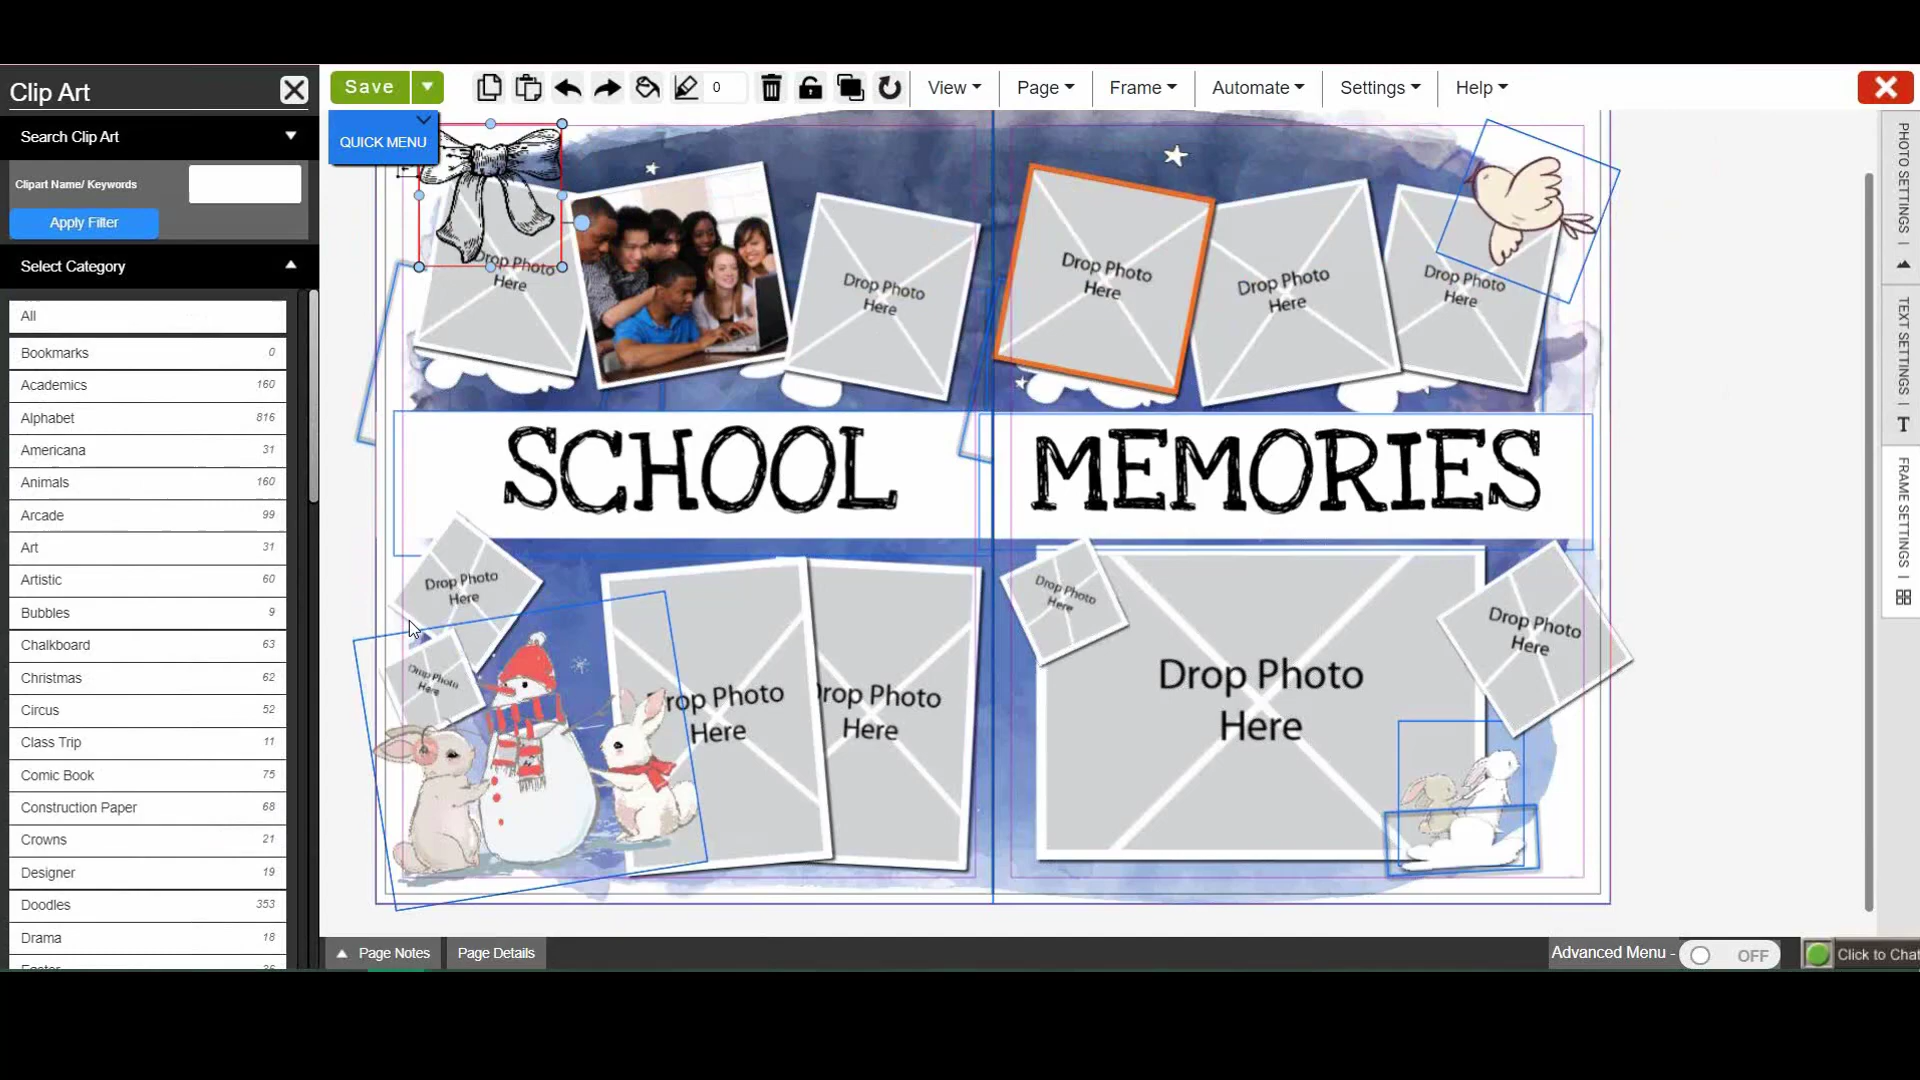 Clip Art
Save
0
View
Page
Frame
Automate
Settings
Help
Search Clip Art
QUICK MENU
Clipart Name/ Keywords
Apply Filter
Select Category
All
Bookmarks 0
Academics 160
Alphabet 816
Americana 31
Animals 160
Arcade 99
Art 31
Artistic 60
Bubbles 9
Chalkboard 63
Christmas 62
Circus 52
Class Trip 11
Comic Book 75
Construction Paper 68
Crowns 21
Designer 19
Doodles 353
Drama 18
Easter 36
Drop Photo
Here
Drop Photo
Here
Drop Photo
Here
Drop Photo
Here
Drop Photo
Here
SCHOOL MEMORIES
Drop Photo
Here
Drop Photo
Here
Drop Photo
Here
Drop Photo
Here
Drop Photo
Here
Drop Photo
Here
Drop Photo
Here
PHOTO SETTINGS |
TEXT SETTINGS |
T
FRAME SETTINGS |
Page Notes
Page Details
Advanced Menu -
OFF
Click to Chat